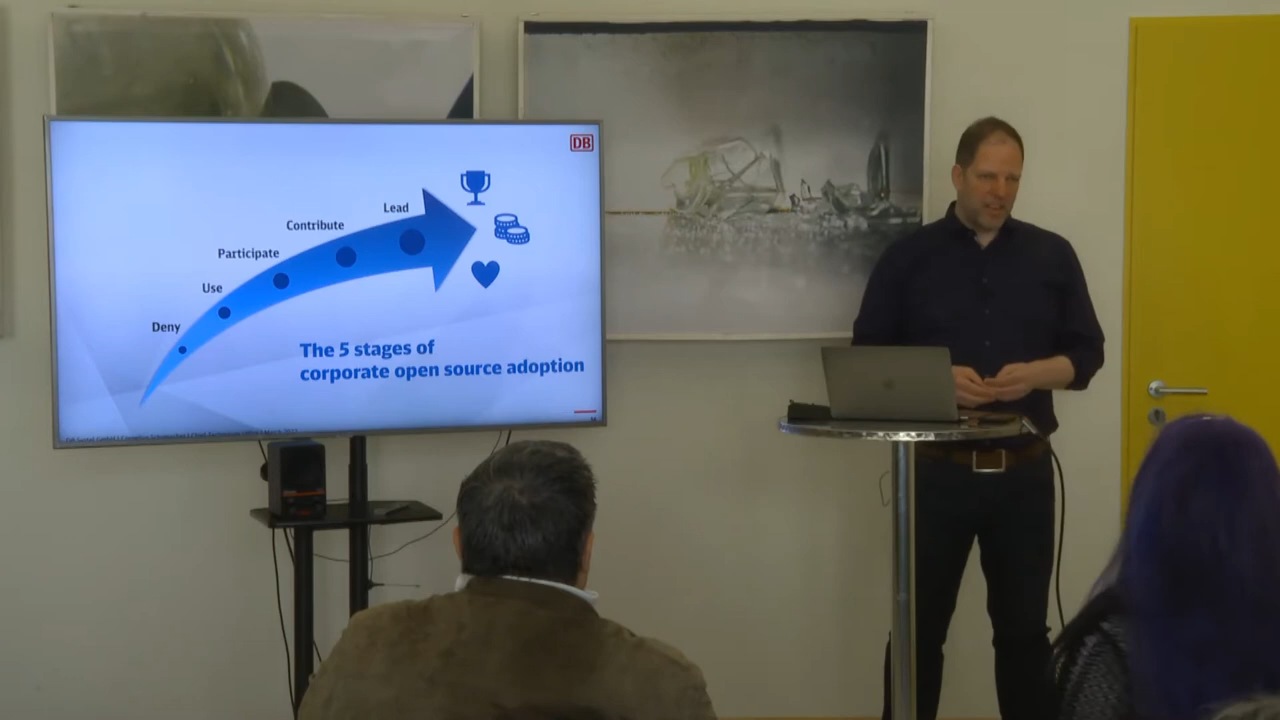 DB
Lead
Contribute
Participate
Use
Deny
The 5 stages of
corporate open source adoption